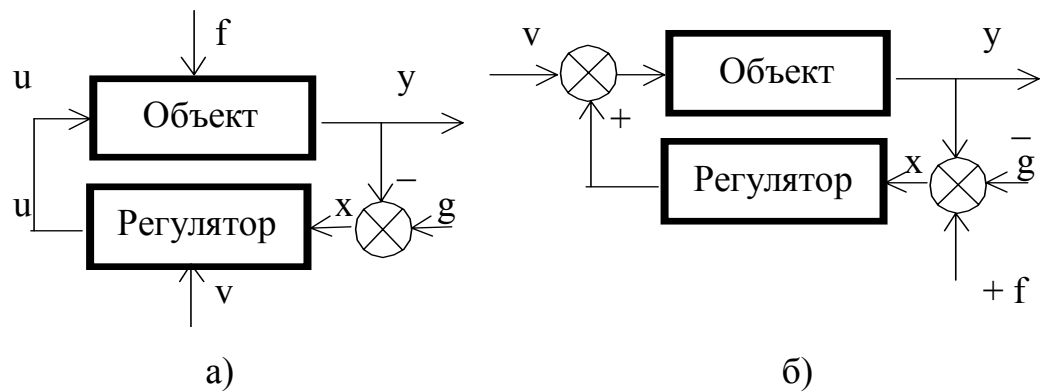 f
u
Объект
y
u
Регулятор
x
–
g
v
а)
v
Объект
y
+
Регулятор
x
–
g
+ f
б)